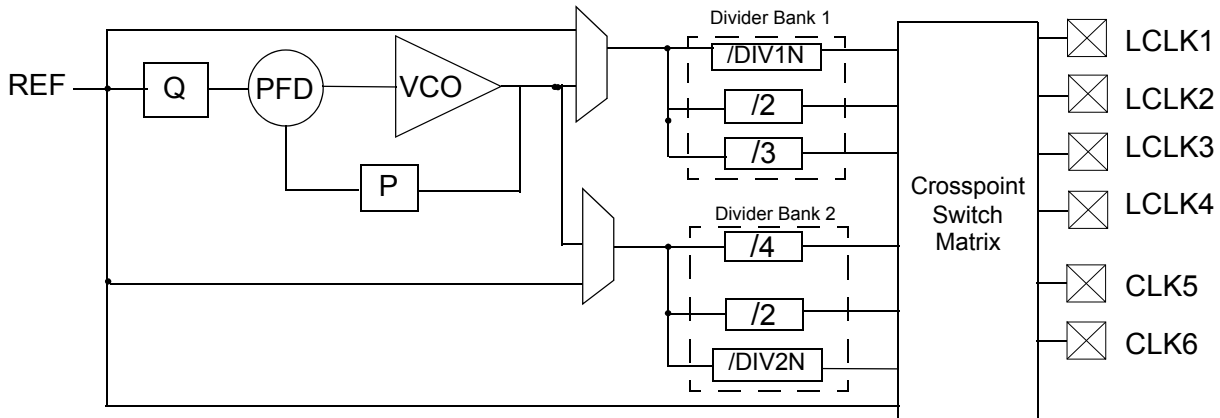 Divider Bank 1
/DIV1N
LCLK1
REF
Q
PFD
VCO
/2
LCLK2
/3
LCLK3
P
Crosspoint
Switch
Matrix
LCLK4
Divider Bank 2
/4
/2
CLK5
/DIV2N
CLK6